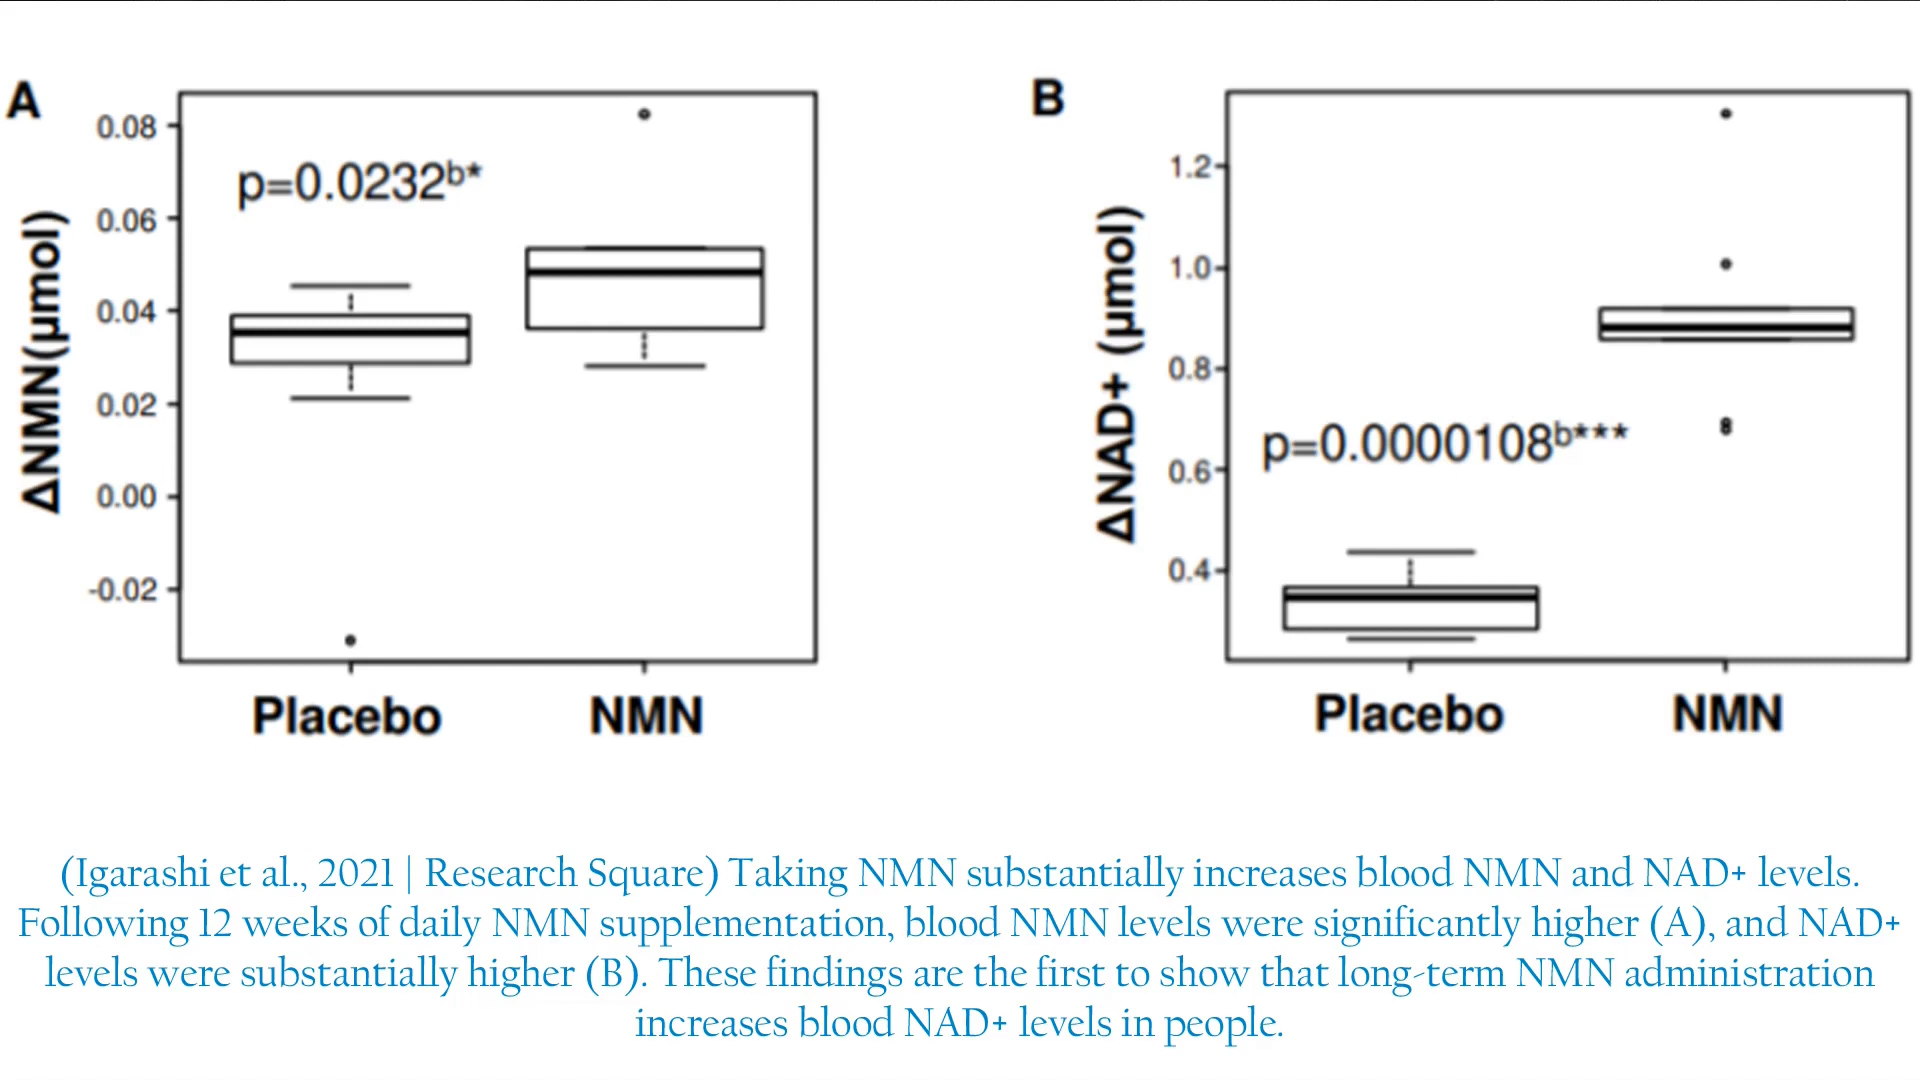 A
ΔNMN(μmol)
0.08
0.06
0.04
0.02
0.00
-0.02
p=0.0232b*
Placebo NMN
B
ΔNAD+ (μmol)
1.2
1.0
0.8
0.6
0.4
p=0.0000108b***
Placebo NMN
(Igarashi et al., 2021 | Research Square) Taking NMN substantially increases blood NMN and NAD+ levels.
Following 12 weeks of daily NMN supplementation, blood NMN levels were significantly higher (A), and NAD+
levels were substantially higher (B). These findings are the first to show that long-term NMN administration
increases blood NAD+ levels in people.